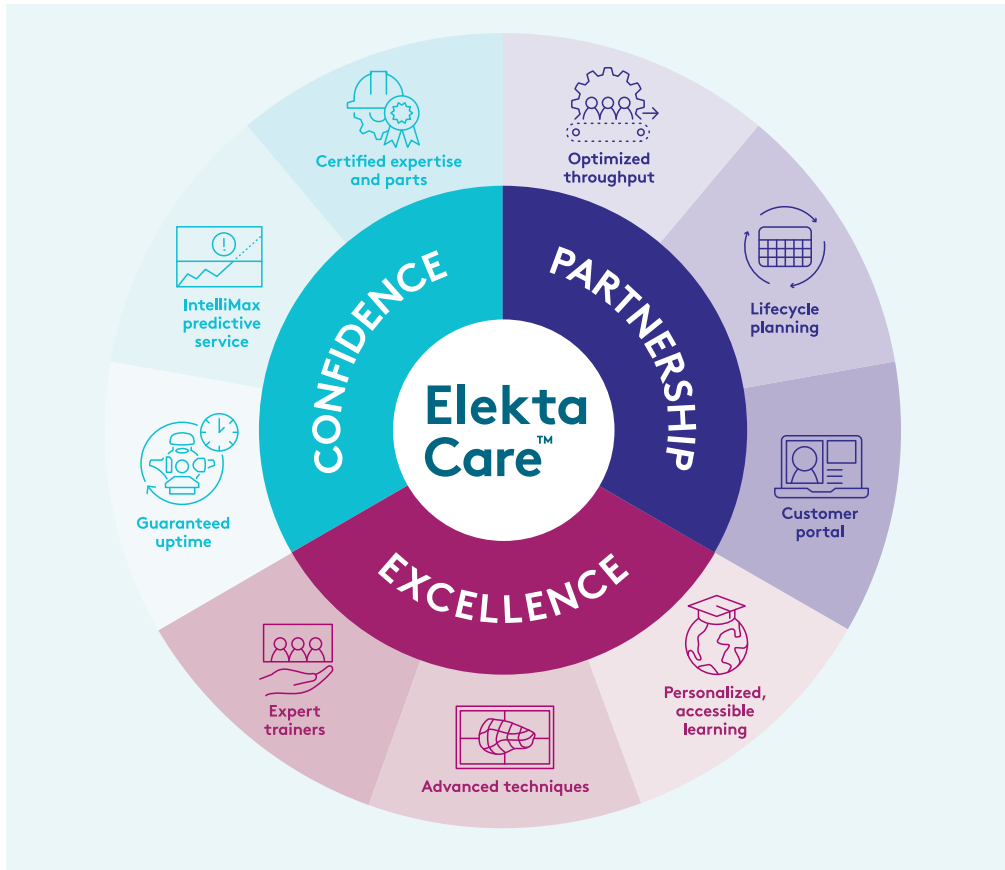 Certified expertise
and parts
Optimized
throughput
IntelliMax
predictive
service
Lifecycle
planning
CONFIDENCE
PARTNERSHIP
Elekta
Care™
Guaranteed
uptime
Customer
portal
EXCELLENCE
Expert
trainers
Advanced techniques
Personalized,
accessible
learning